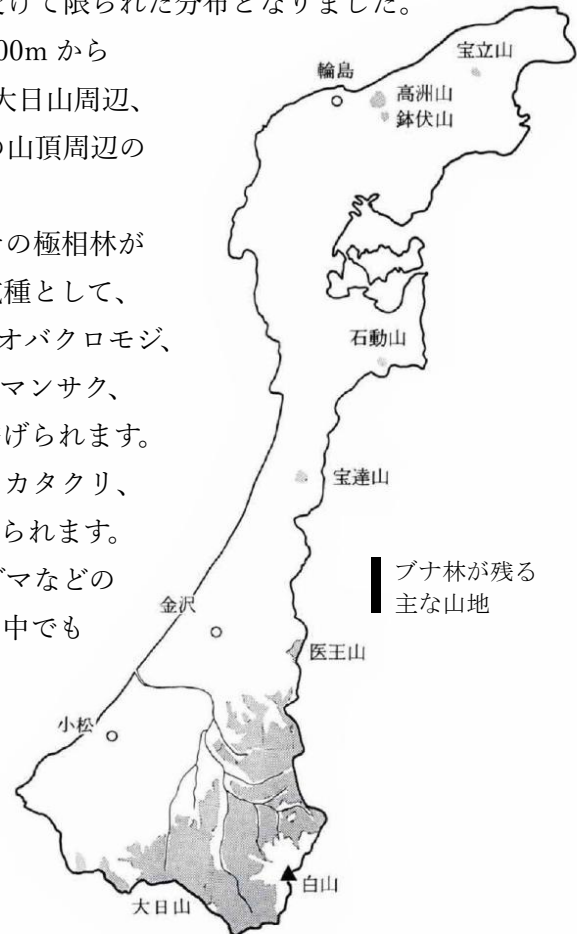 受けて限られた分布となりました。
00m から
大日山周辺、
の山頂周辺の
の極相林が
種として、
オバクロモジ、
マンサク、
げられます。
カタクリ、
られます。
グマなどの
中でも
宝立山
輪島
高洲山
鉢伏山
石動山
宝達山
ブナ林が残る
主な山地
金沢
医王山
小松
白山
大日山